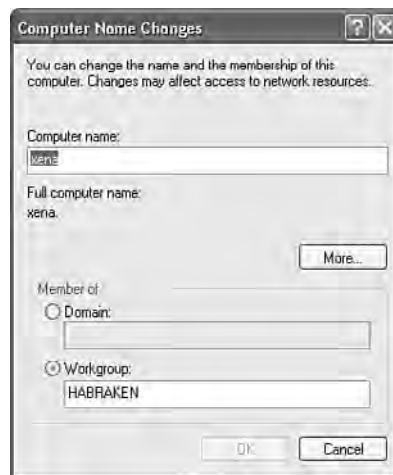 Computer Name Changes
You can change the name and the membership of this
computer. Changes may affect access to network resources.
Computer name:
xena
Full computer name:
xena.
More...
Member of
Domain:
Workgroup:
HABRAKEN
OK
Cancel